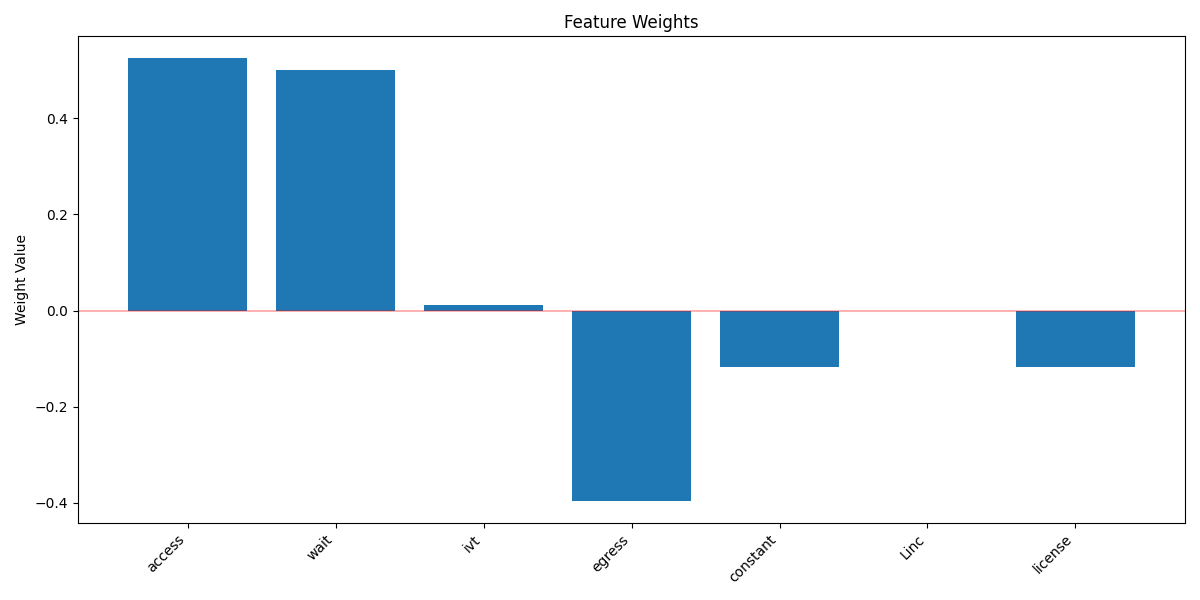 Feature Weights
Weight Value
0.4
0.2
0.0
−0.2
−0.4
access
wait
ivt
egress
constant
Linc
license